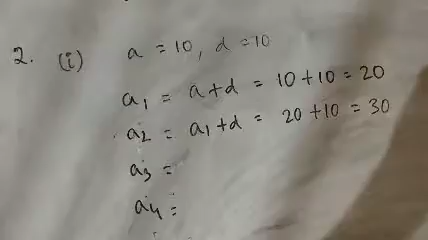 2. (i) a = 10, d = 10
a1 = a+d = 10+10 = 20
a2 = a1+d = 20+10 = 30
a3 =
a4 =